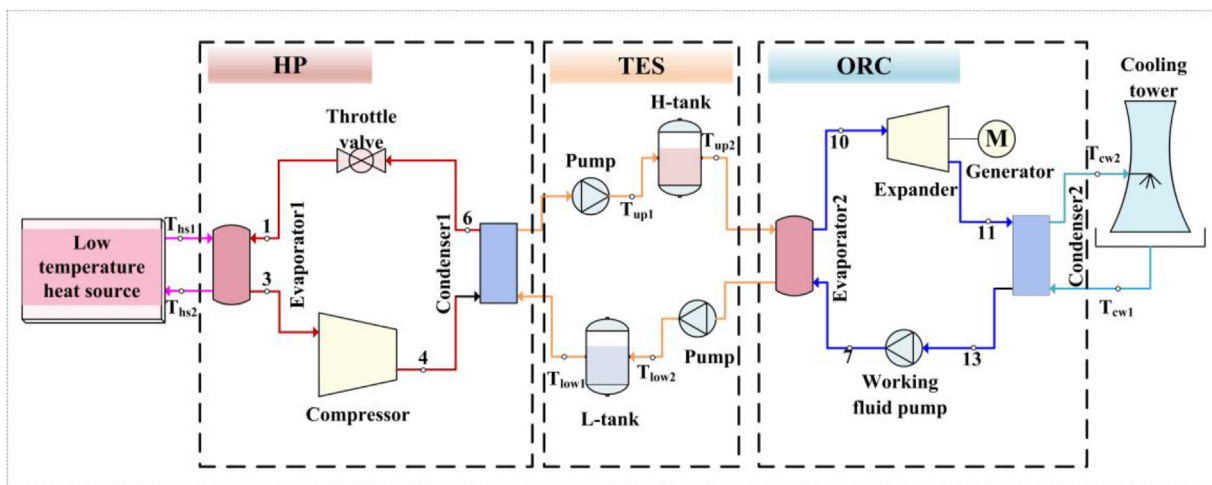 HP
TES
ORC
Cooling
tower
H-tank
Throttle
valve
Pump
T_up2
10
M
Generator
T_cw2
Expander
T_up1
Low
temperature
heat source
T_hs1
1
6
Evaporator1
Condenser1
Evaporator2
11
Condenser2
T_hs2
3
T_cw1
4
T_low1
T_low2
Pump
7
13
Working
fluid pump
Compressor
L-tank